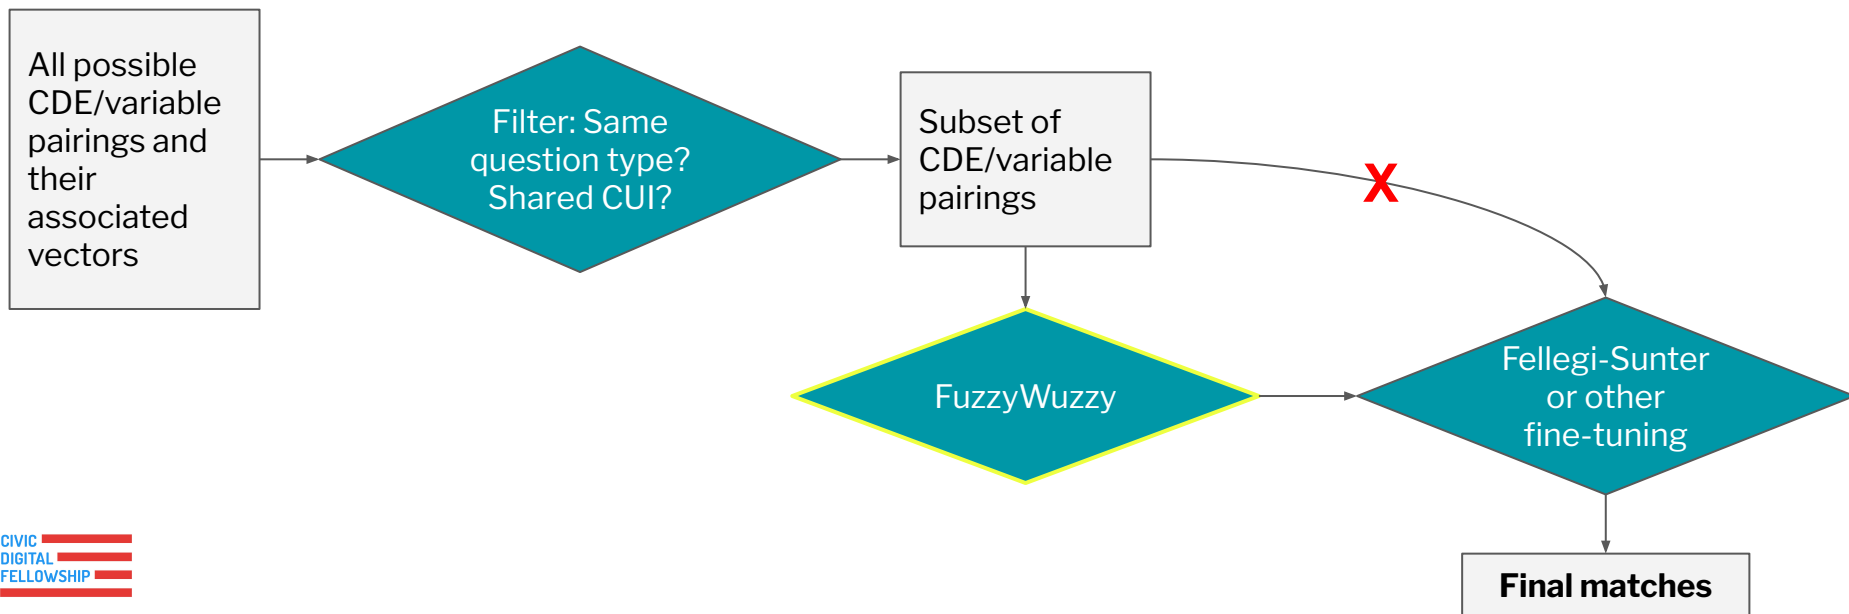 All possible
CDE/variable
pairings and
their
associated
vectors
Filter: Same
question type?
Shared CUI?
Subset of
CDE/variable
pairings
X
FuzzyWuzzy
Fellegi-Sunter
or other
fine-tuning
Final matches
CIVIC
DIGITAL
FELLOWSHIP